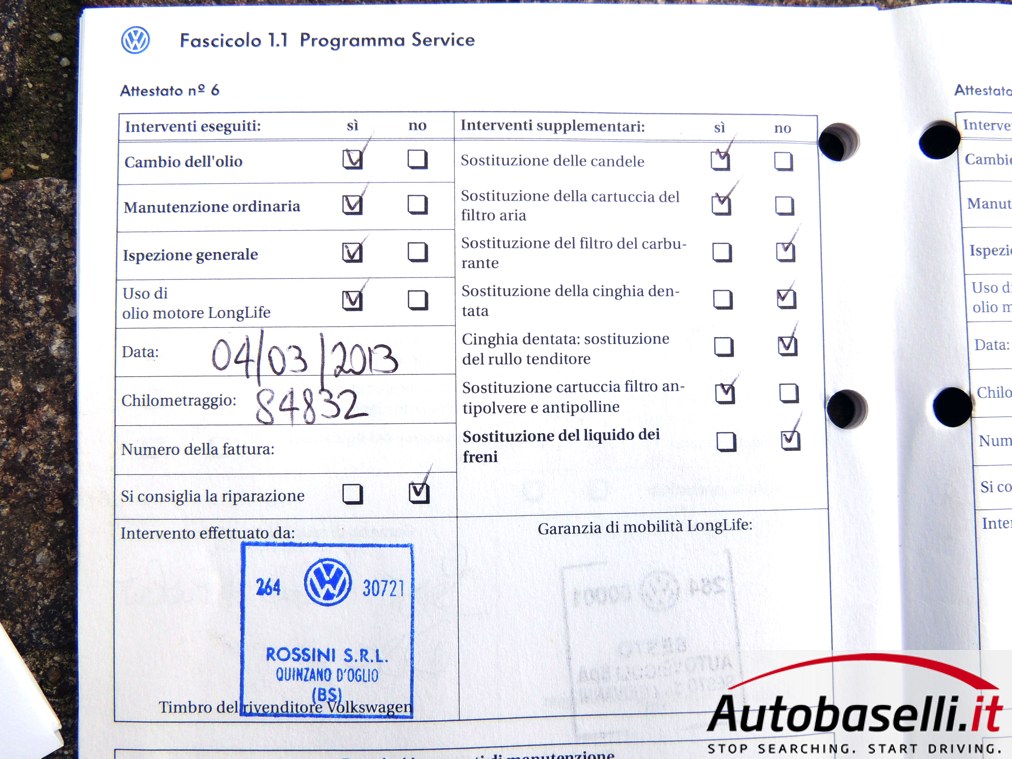 Fascicolo 1.1 Programma Service
Attestato nº 6
Interventi eseguiti: sì no
Cambio dell'olio
Manutenzione ordinaria
Ispezione generale
Uso di
olio motore LongLife
Data: 04/03/2013
Chilometraggio: 84832
Numero della fattura:
Si consiglia la riparazione
Intervento effettuato da:
264 30721
ROSSINI S.R.L.
QUINZANO D'OGLIO
(BS)
Timbro del rivenditore Volkswagen
Interventi supplementari: sì no
Sostituzione delle candele
Sostituzione della cartuccia del
filtro aria
Sostituzione del filtro del carbu-
rante
Sostituzione della cinghia den-
tata
Cinghia dentata: sostituzione
del rullo tenditore
Sostituzione cartuccia filtro an-
tipolvere e antipolline
Sostituzione del liquido dei
freni
Garanzia di mobilità LongLife:
di manutenzione
Attestato
Interve
Cambio
Manut
Ispezi
Uso di
olio m
Data:
Chilo
Num
Si co
Inter
Autobaselli.it
STOP SEARCHING. START DRIVING.